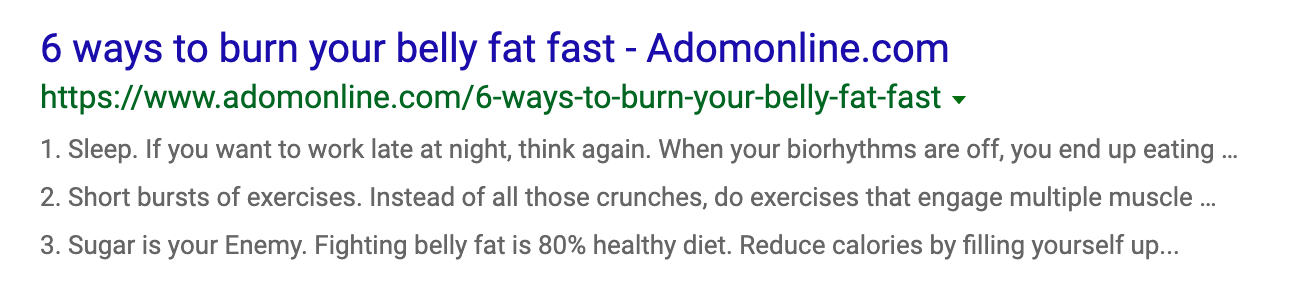 6 ways to burn your belly fat fast - Adomonline.com
https://www.adomonline.com/6-ways-to-burn-your-belly-fat-fast
1. Sleep. If you want to work late at night, think again. When your biorhythms are off, you end up eating ...
2. Short bursts of exercises. Instead of all those crunches, do exercises that engage multiple muscle ...
3. Sugar is your Enemy. Fighting belly fat is 80% healthy diet. Reduce calories by filling yourself up...